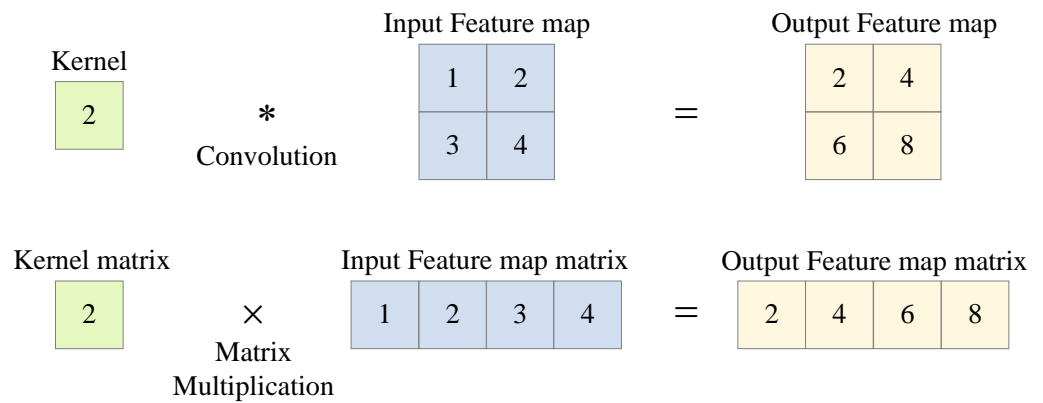 Input Feature map
Output Feature map
Kernel
1 2
2 4
2
*
=
Convolution
3 4
6 8
Kernel matrix
Input Feature map matrix
Output Feature map matrix
2 × 1 2 3 4 = 2 4 6 8
Matrix
Multiplication